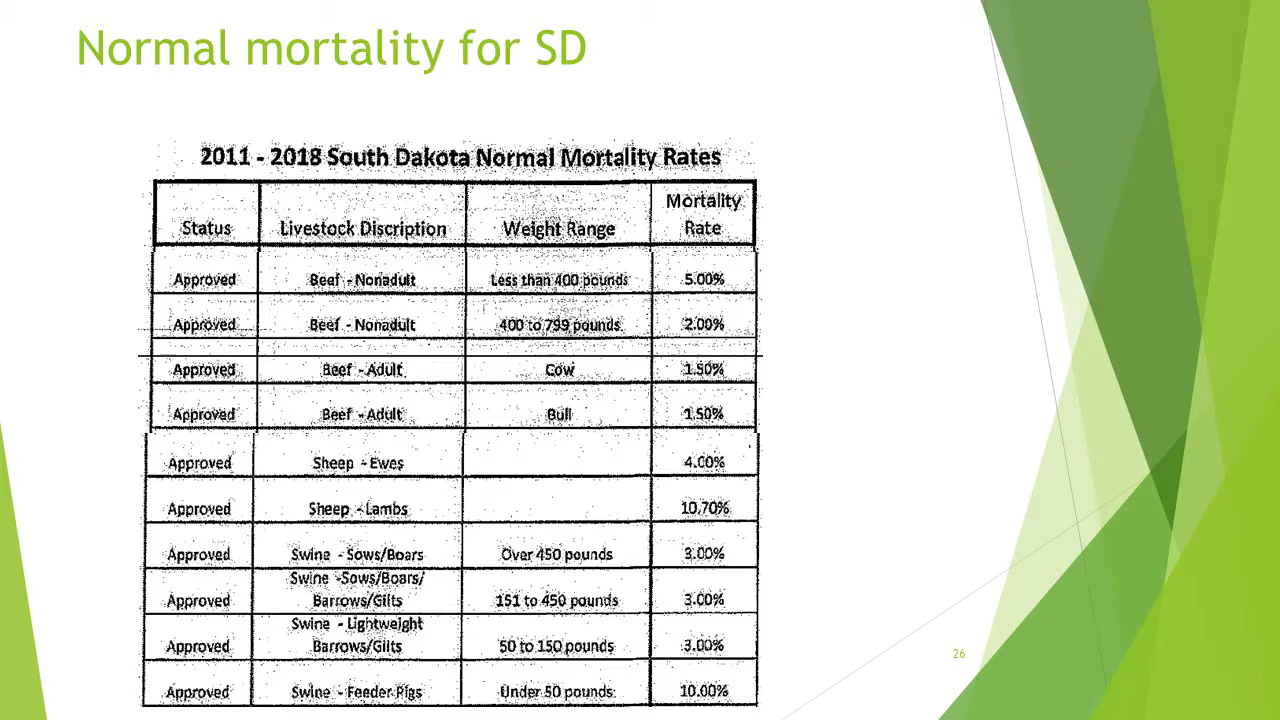 Normal mortality for SD
2011 - 2018 South Dakota Normal Mortality Rates
Status Livestock Discription Weight Range Mortality Rate
Approved Beef - Nonadult Less than 400 pounds 5.00%
Approved Beef - Nonadult 400 to 799 pounds 2.00%
Approved Beef - Adult Cow 1.50%
Approved Beef - Adult Bull 1.50%
Approved Sheep - Ewes 4.00%
Approved Sheep - Lambs 10.70%
Approved Swine - Sows/Boars Over 450 pounds 3.00%
Approved Swine -Sows/Boars/ Barrows/Gilts 151 to 450 pounds 3.00%
Approved Swine - Lightweight Barrows/Gilts 50 to 150 pounds 3.00%
Approved Swine - Feeder Pigs Under 50 pounds 10.00%
26